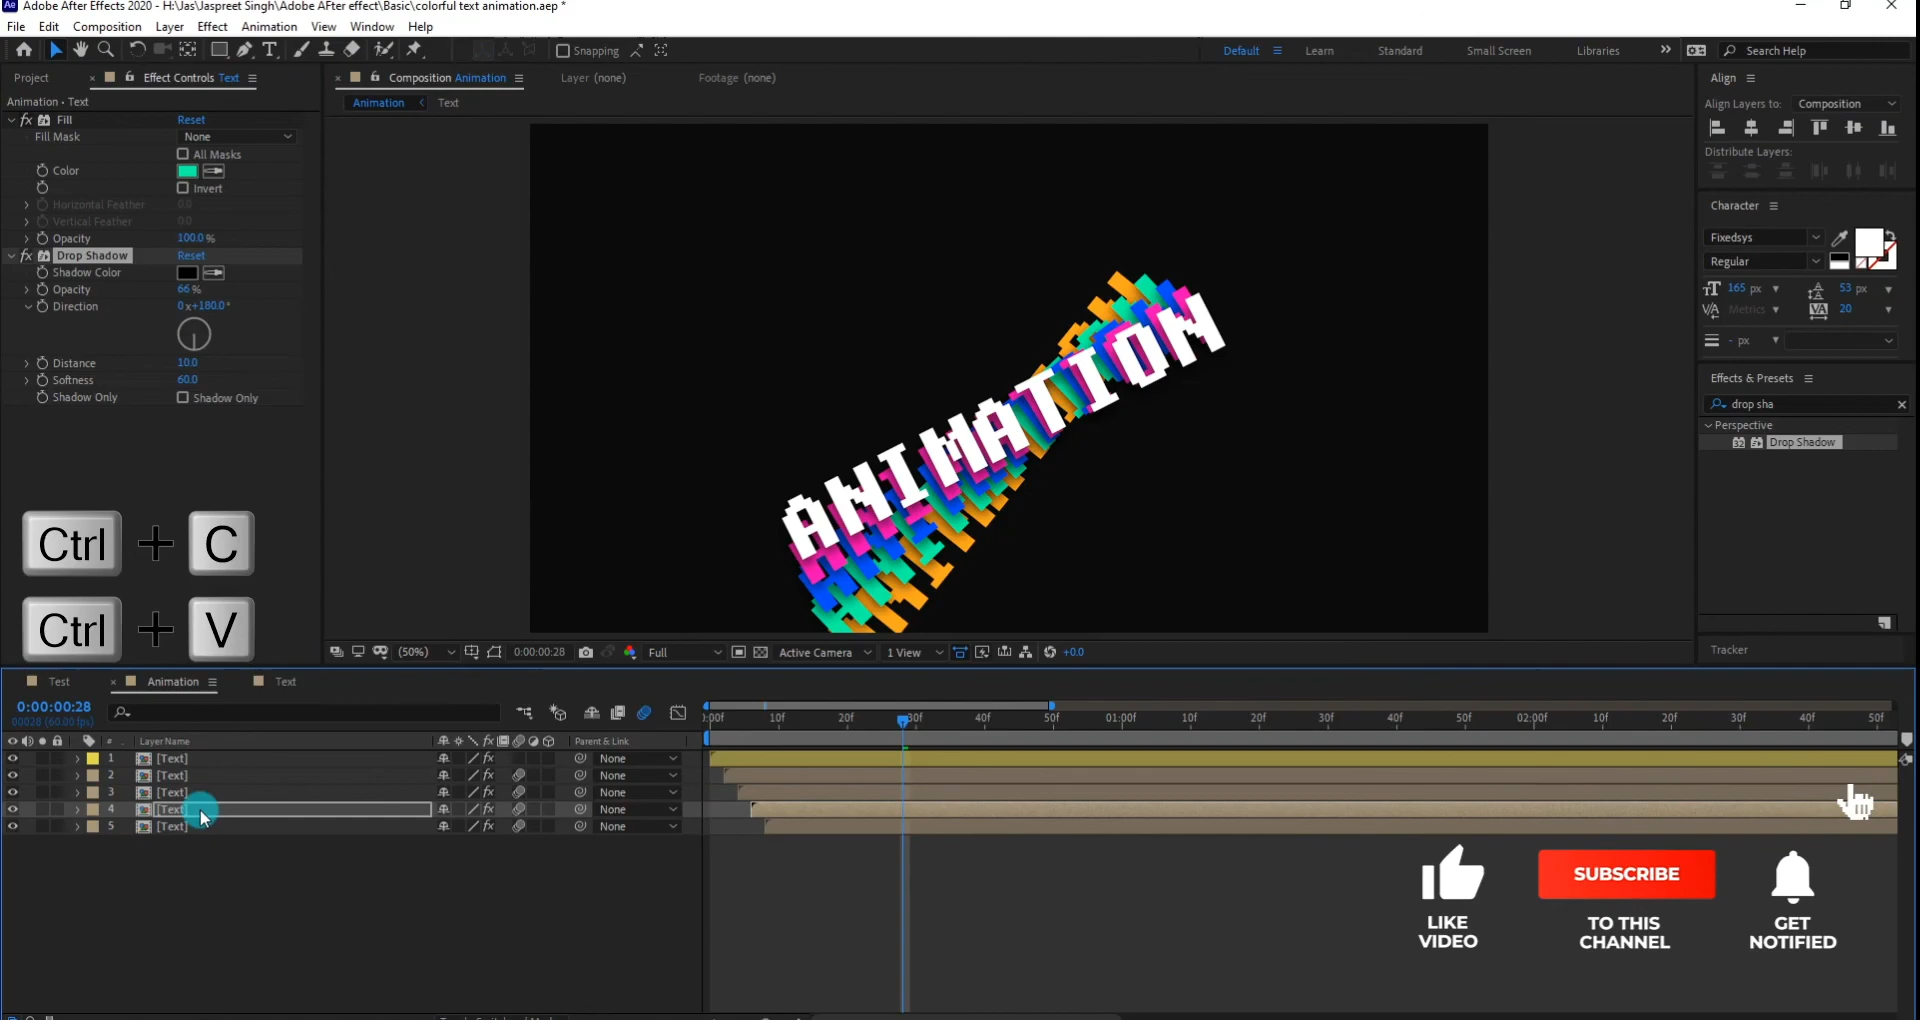 Adobe After Effects 2020 - H:\Jas\Jaspreet Singh\Adobe AFter effect\Basic\colorful text animation.aep *
File Edit Composition Layer Effect Animation View Window Help
Snapping Default Learn Standard Small Screen Libraries Search Help
Project Effect Controls Text Composition Animation Layer (none) Footage (none) Align
Animation • Text Animation Text Align Layers to: Composition
fx Fill Reset
Fill Mask None
All Masks
Distribute Layers:
Color
Invert
Horizontal Feather 0.0
Vertical Feather 0.0
Opacity 100.0 %
fx Drop Shadow Reset
Shadow Color
Opacity 66 %
Direction 0 x+180.0°
Distance 10.0
Softness 60.0
Shadow Only Shadow Only
Character
Fixedsys
Regular
165 px 53 px
Metrics 20
- px
Effects & Presets
drop sha
Perspective
Drop Shadow
Tracker
ANIMATION
Ctrl + C
Ctrl + V
(50%) 0:00:00:28 Full Active Camera 1 View +0.0
Test Animation Text
0:00:00:28
00028 (60.00 fps)
:00f 10f 20f 30f 40f 50f 01:00f 10f 20f 30f 40f 50f 02:00f 10f 20f 30f 40f 50f
# Layer Name Parent & Link
1 [Text] fx None
2 [Text] fx None
3 [Text] fx None
4 [Text fx None
5 [Text] fx None
LIKE VIDEO
SUBSCRIBE
TO THIS CHANNEL
GET NOTIFIED